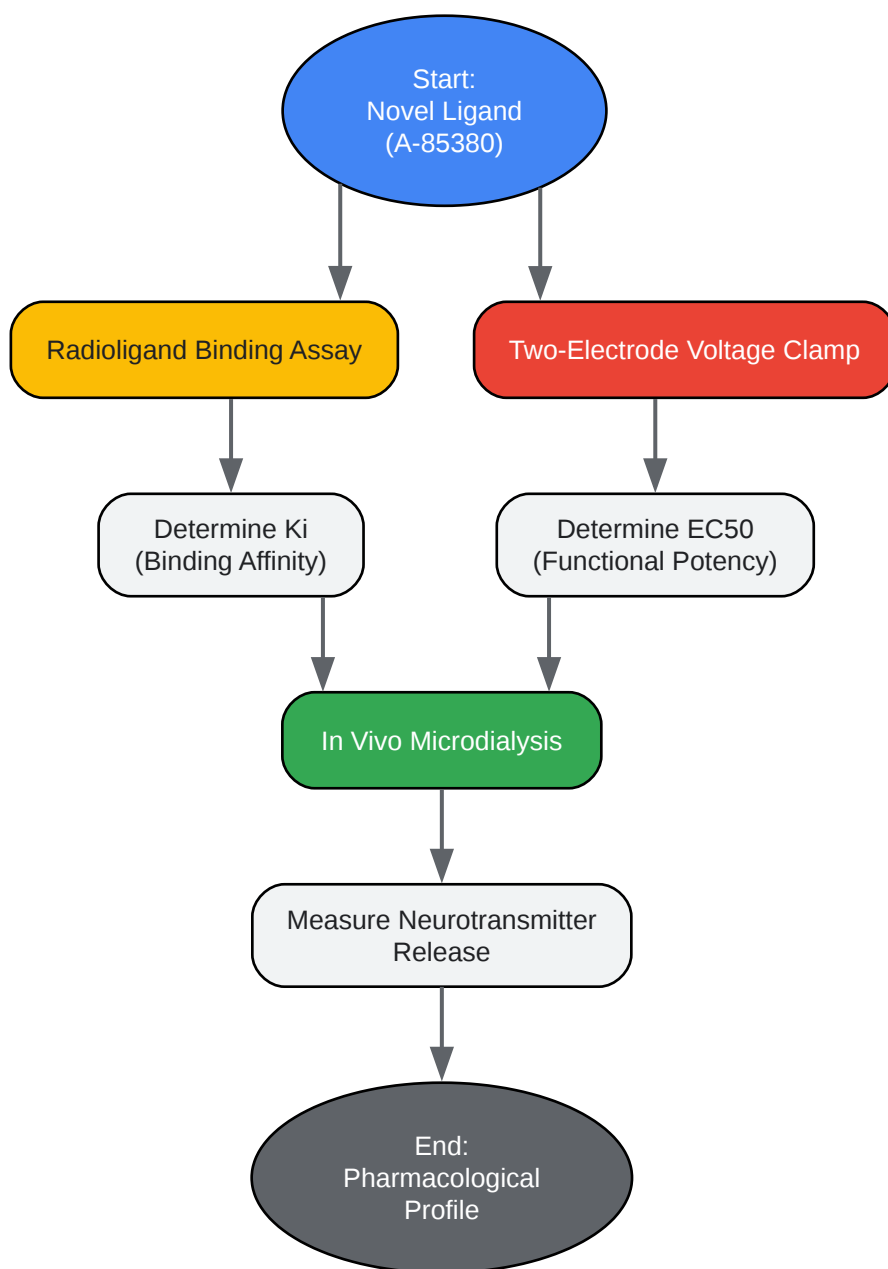 Start:
Novel Ligand
(A-85380)
Radioligand Binding Assay
Two-Electrode Voltage Clamp
Determine Ki
(Binding Affinity)
Determine EC50
(Functional Potency)
In Vivo Microdialysis
Measure Neurotransmitter
Release
End:
Pharmacological
Profile